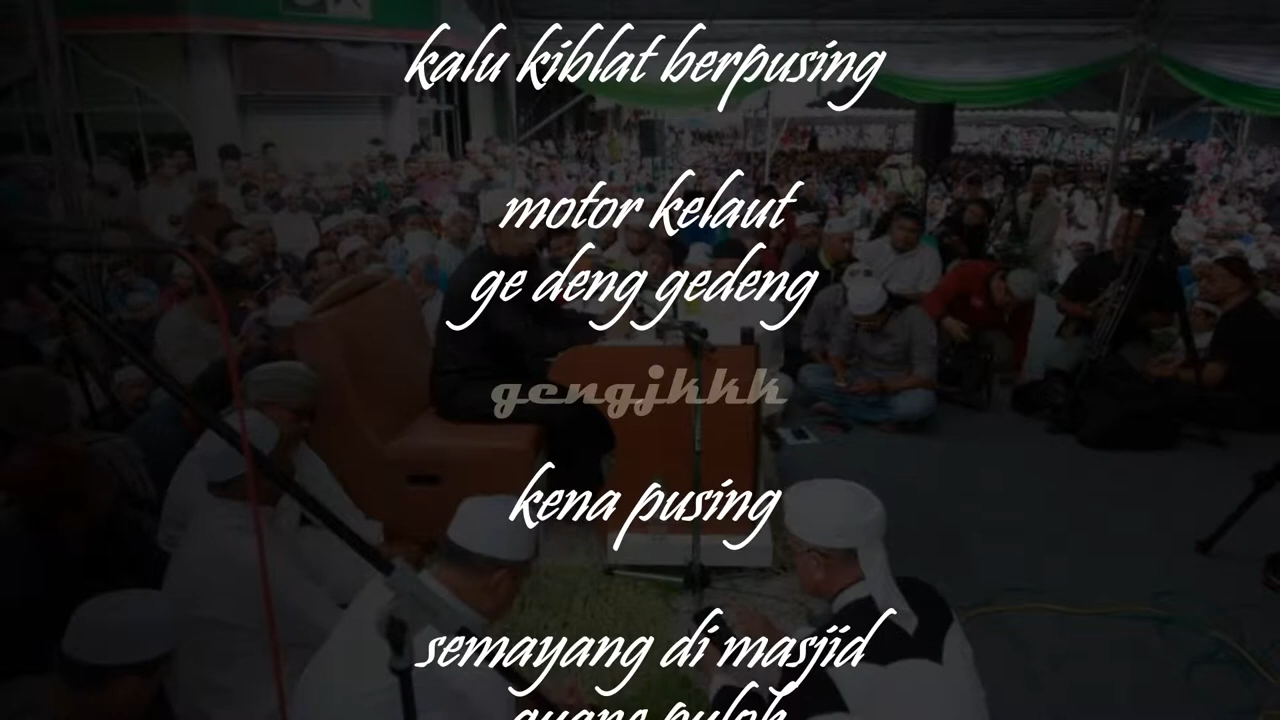 kalu kiblat berpusing
motor kelaut
ge deng gedeng
gengjkkk
kena pusing
semayang di masjid